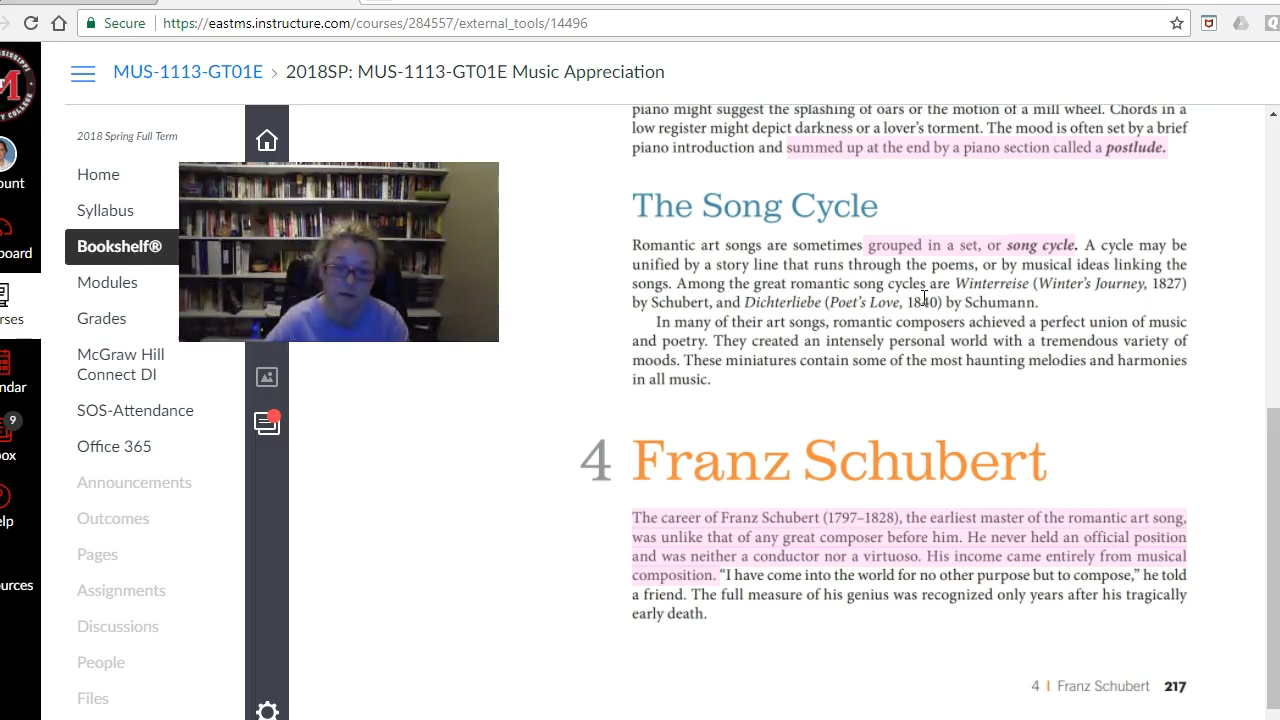 Secure https://eastms.instructure.com/courses/284557/external_tools/14496
MUS-1113-GT01E › 2018SP: MUS-1113-GT01E Music Appreciation
2018 Spring Full Term
Home
Syllabus
Bookshelf®
Modules
Grades
McGraw Hill
Connect DI
SOS-Attendance
Office 365
Announcements
Outcomes
Pages
Assignments
Discussions
People
Files
ount
board
rses
ndar
9
box
elp
ources
piano might suggest the splashing of oars or the motion of a mill wheel. Chords in a
low register might depict darkness or a lover's torment. The mood is often set by a brief
piano introduction and summed up at the end by a piano section called a postlude.
The Song Cycle
Romantic art songs are sometimes grouped in a set, or song cycle. A cycle may be
unified by a story line that runs through the poems, or by musical ideas linking the
songs. Among the great romantic song cycles are Winterreise (Winter's Journey, 1827)
by Schubert, and Dichterliebe (Poet's Love, 1840) by Schumann.
In many of their art songs, romantic composers achieved a perfect union of music
and poetry. They created an intensely personal world with a tremendous variety of
moods. These miniatures contain some of the most haunting melodies and harmonies
in all music.
4 Franz Schubert
The career of Franz Schubert (1797–1828), the earliest master of the romantic art song,
was unlike that of any great composer before him. He never held an official position
and was neither a conductor nor a virtuoso. His income came entirely from musical
composition. “I have come into the world for no other purpose but to compose,” he told
a friend. The full measure of his genius was recognized only years after his tragically
early death.
4 | Franz Schubert 217